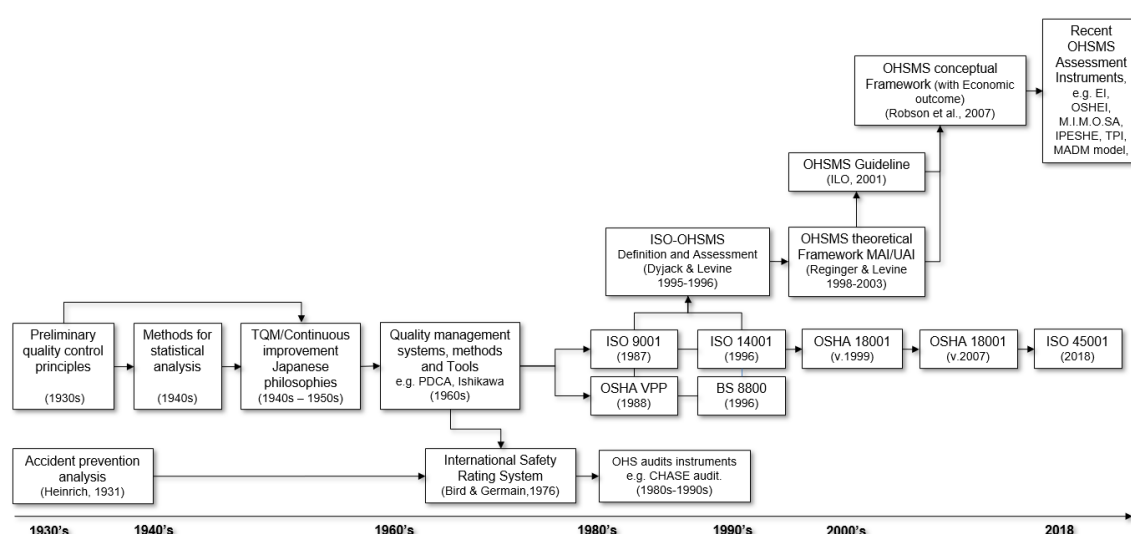 Recent
OHSMS
Assessment
Instruments,
e.g. EI,
OSHEI,
M.I.M.O.SA,
IPESHE, TPI,
MADM model,
OHSMS conceptual
Framework (with Economic
outcome)
(Robson et al., 2007)
OHSMS Guideline
(ILO, 2001)
ISO-OHSMS
Definition and Assessment
(Dyjack & Levine
1995-1996)
OHSMS theoretical
Framework MAI/UAI
(Reginger & Levine
1998-2003)
Preliminary
quality control
principles
(1930s)
Methods for
statistical
analysis
(1940s)
TQM/Continuous
improvement
Japanese
philosophies
(1940s – 1950s)
Quality management
systems, methods
and Tools
e.g. PDCA, Ishikawa
(1960s)
ISO 9001
(1987)
ISO 14001
(1996)
OSHA 18001
(v.1999)
OSHA 18001
(v.2007)
ISO 45001
(2018)
OSHA VPP
(1988)
BS 8800
(1996)
Accident prevention
analysis
(Heinrich, 1931)
International Safety
Rating System
(Bird & Germain,1976)
OHS audits instruments
e.g. CHASE audit.
(1980s-1990s)
1930's 1940's 1960's 1980's 1990's 2000's 2018